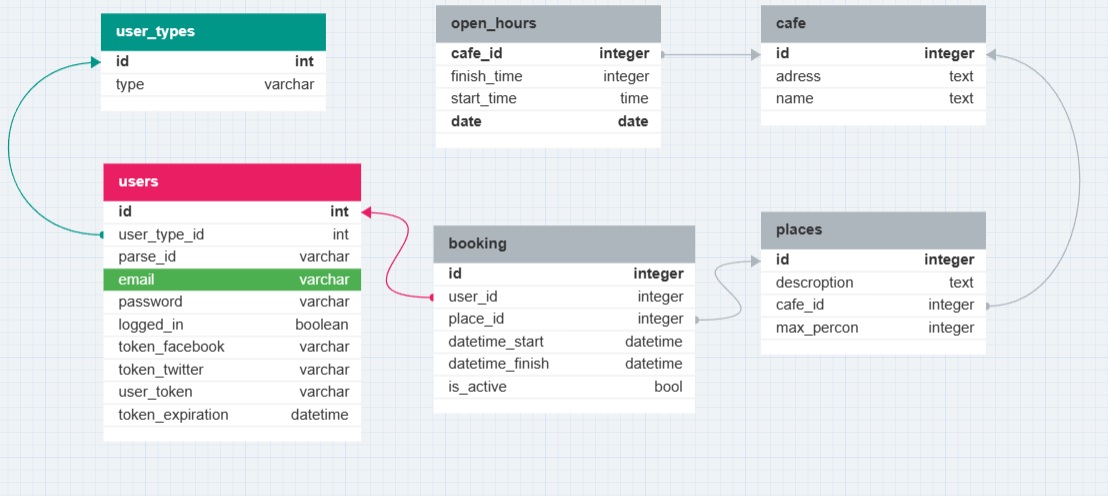 user_types
id int
type varchar
users
id int
user_type_id int
parse_id varchar
email varchar
password varchar
logged_in boolean
token_facebook varchar
token_twitter varchar
user_token varchar
token_expiration datetime
open_hours
cafe_id integer
finish_time integer
start_time time
date date
booking
id integer
user_id integer
place_id integer
datetime_start datetime
datetime_finish datetime
is_active bool
cafe
id integer
adress text
name text
places
id integer
descroption text
cafe_id integer
max_percon integer